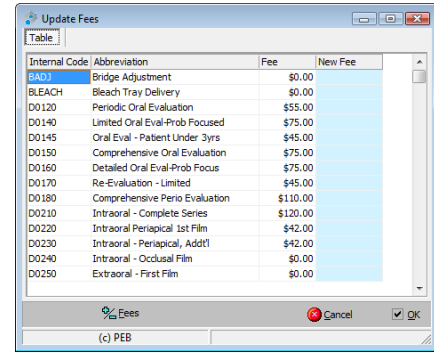 Update Fees
Table
Internal Code Abbreviation Fee New Fee
BADJ Bridge Adjustment $0.00
BLEACH Bleach Tray Delivery $0.00
D0120 Periodic Oral Evaluation $55.00
D0140 Limited Oral Eval-Prob Focused $75.00
D0145 Oral Eval - Patient Under 3yrs $45.00
D0150 Comprehensive Oral Evaluation $75.00
D0160 Detailed Oral Eval-Prob Focus $75.00
D0170 Re-Evaluation - Limited $45.00
D0180 Comprehensive Perio Evaluation $110.00
D0210 Intraoral - Complete Series $120.00
D0220 Intraoral Periapical 1st Film $42.00
D0230 Intraoral - Periapical, Addt'l $42.00
D0240 Intraoral - Occlusal Film $0.00
D0250 Extraoral - First Film $0.00
Fees Cancel OK
(c) PEB